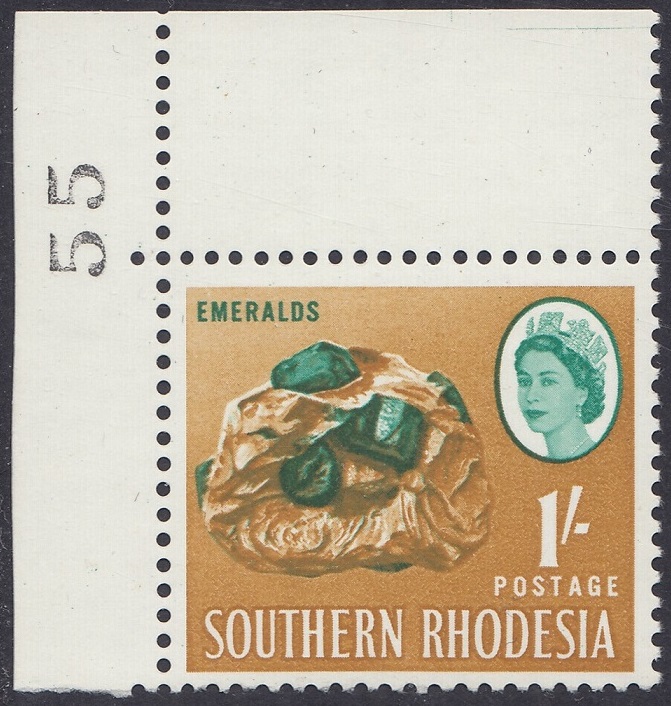 55
EMERALDS
1/-
POSTAGE
SOUTHERN RHODESIA